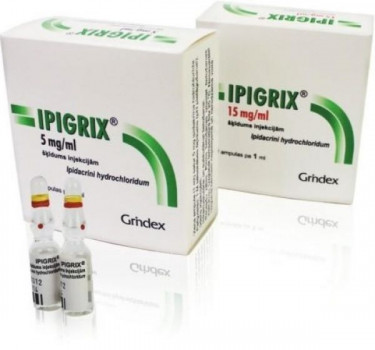 IPIGRIX®
5 mg/ml
šķīdums injekcijām
Ipidacrini hydrochloridum
Grindex
IPIGRIX®
15 mg/ml
šķīdums injekcijām
Ipidacrini hydrochloridum
ampulas pa 1 ml
Grindex
IPIGRIX®
IPIGRIX®